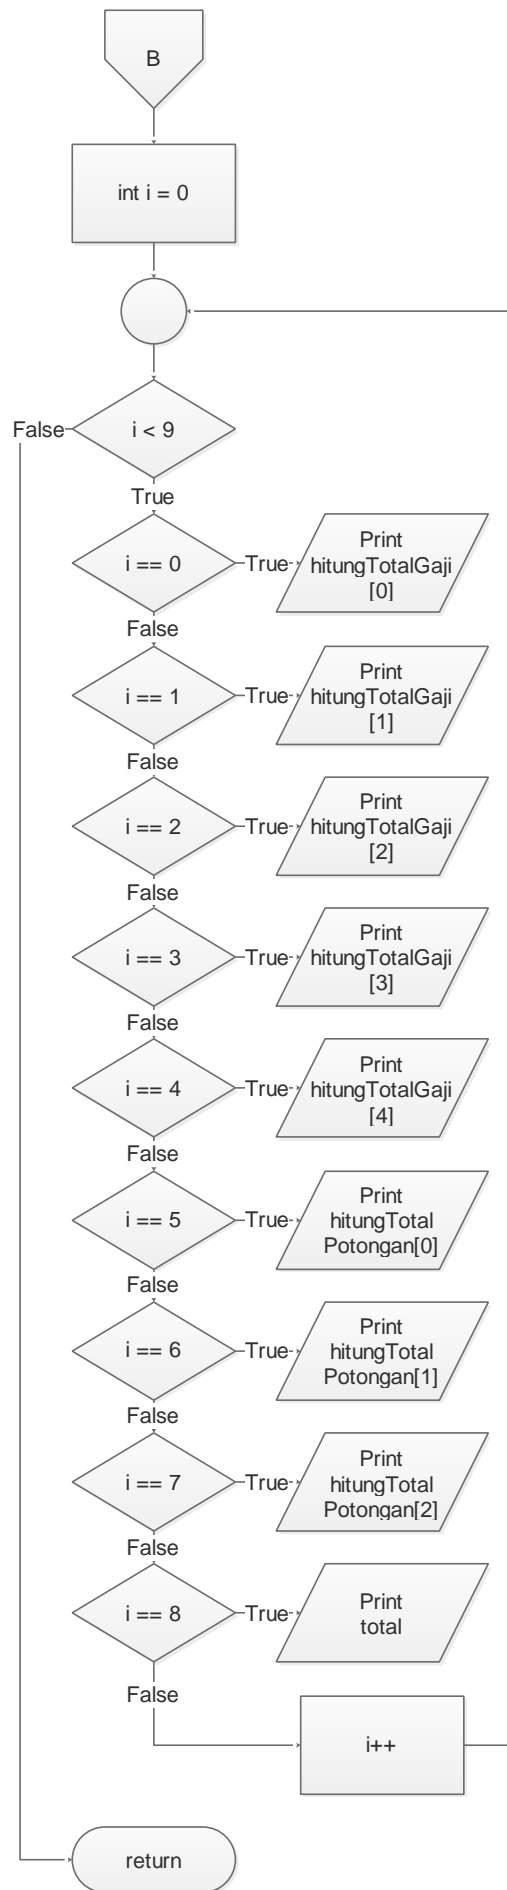 B
int i = 0
i < 9
False
True
i == 0
True
Print
hitungTotalGaji
[0]
False
i == 1
True
Print
hitungTotalGaji
[1]
False
i == 2
True
Print
hitungTotalGaji
[2]
False
i == 3
True
Print
hitungTotalGaji
[3]
False
i == 4
True
Print
hitungTotalGaji
[4]
False
i == 5
True
Print
hitungTotal
Potongan[0]
False
i == 6
True
Print
hitungTotal
Potongan[1]
False
i == 7
True
Print
hitungTotal
Potongan[2]
False
i == 8
True
Print
total
False
i++
return